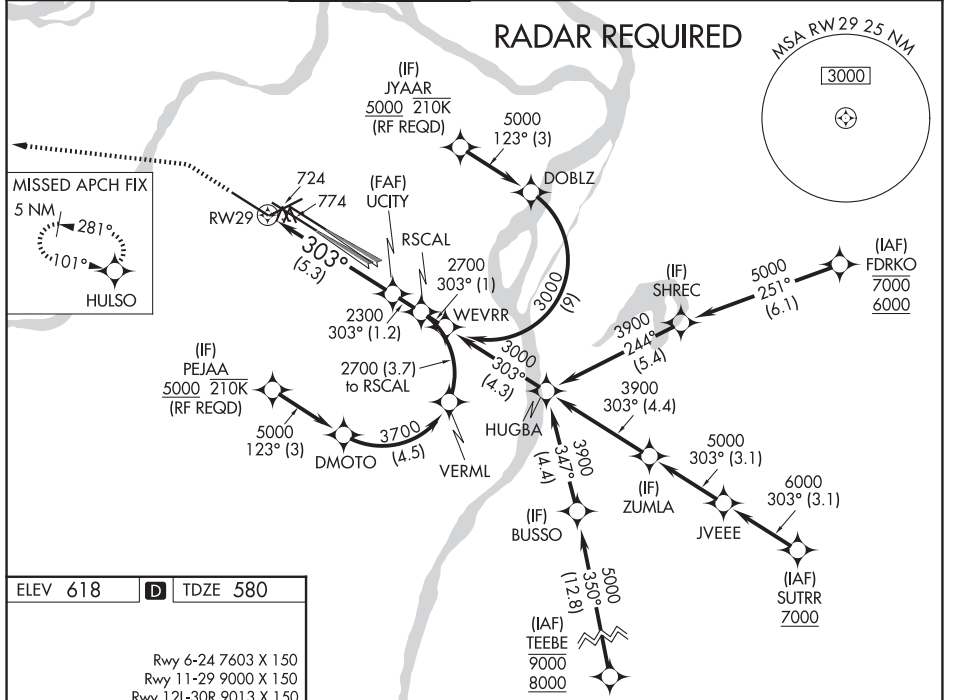 RADAR REQUIRED
MSA RW29 25 NM
3000
(IF)
JYAAR
5000 210K
(RF REQD)
5000
123° (3)
DOBLZ
MISSED APCH FIX
5 NM
281°
101°
HULSO
724
774
RW29
(FAF)
UCITY
RSCAL
303°
(5.3)
2700
303° (1)
WEVRR
2300
303° (1.2)
3000
(9)
(IF)
SHREC
5000
251°
(6.1)
(IAF)
FDRKO
7000
6000
3900
244°
(5.4)
3000
303°
(4.3)
2700 (3.7)
to RSCAL
(IF)
PEJAA
5000 210K
(RF REQD)
5000
123° (3)
DMOTO
3700
(4.5)
VERML
HUGBA
3900
303° (4.4)
(IF)
ZUMLA
5000
303° (3.1)
JVEEE
6000
303° (3.1)
(IAF)
SUTRR
7000
3900
347°
(4.4)
(IF)
BUSSO
5000
350°
(12.8)
(IAF)
TEEBE
9000
8000
ELEV 618 D TDZE 580
Rwy 6-24 7603 X 150
Rwy 11-29 9000 X 150
Rwy 12L-30R 9013 X 150